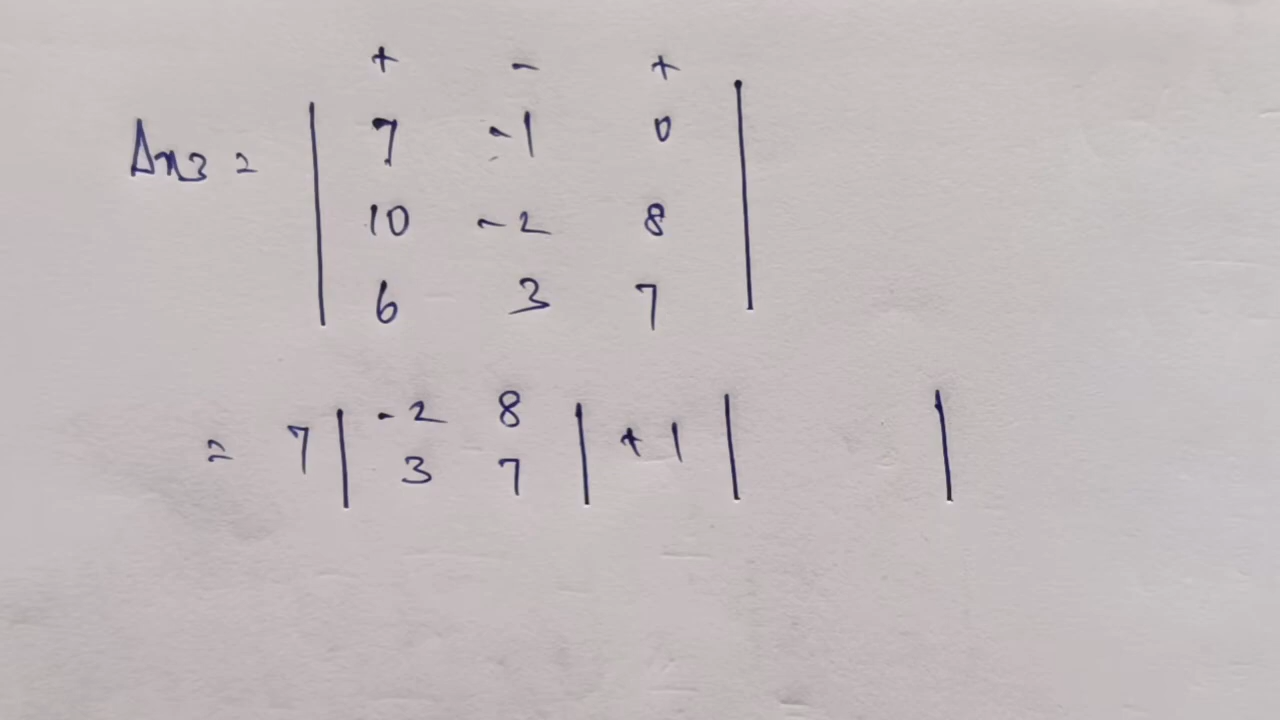 + - +
Δx3 = | 7 -1 0 |
| 10 -2 8 |
| 6 3 7 |
= 7 | -2 8 | + 1 | |
| 3 7 |